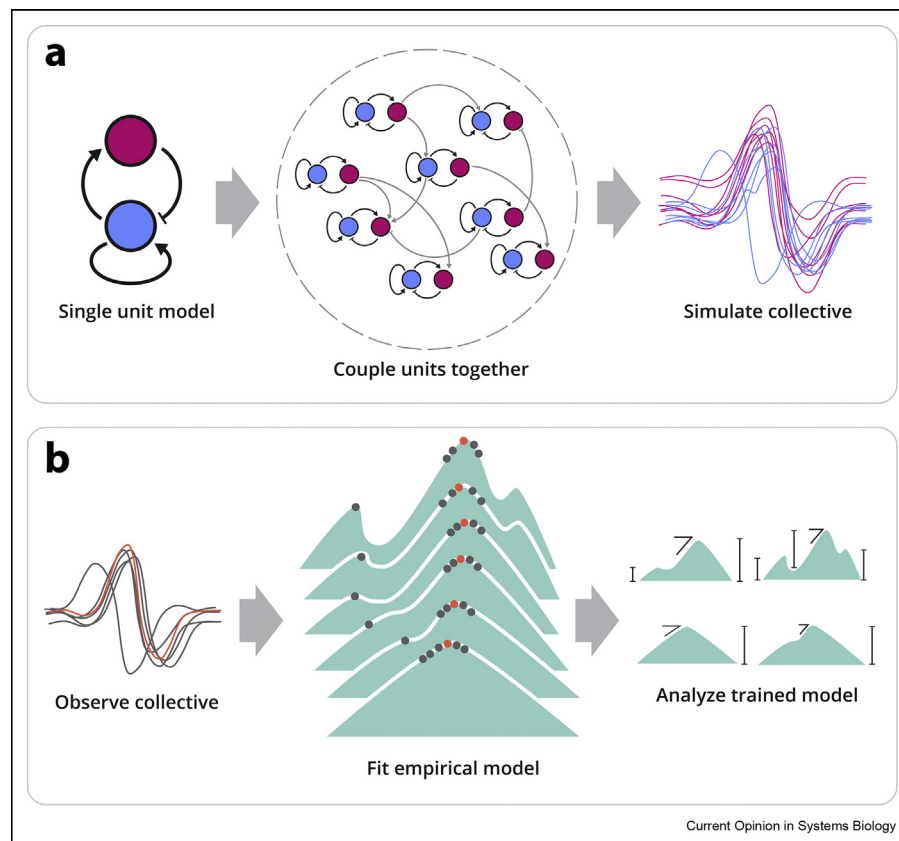 a
Single unit model
Couple units together
Simulate collective
b
Observe collective
Fit empirical model
Analyze trained model
Current Opinion in Systems Biology